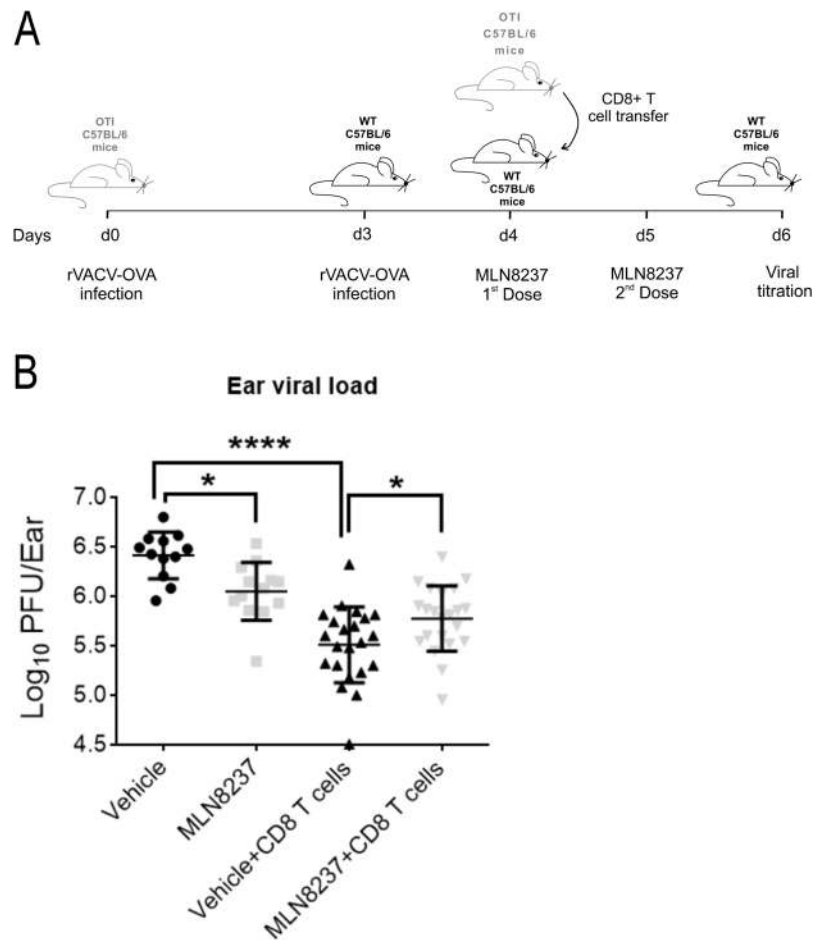 A
OTI
C57BL/6
mice
CD8+ T
cell transfer
OTI
C57BL/6
mice
WT
C57BL/6
mice
WT
C57BL/6
mice
WT
C57BL/6
mice
Days d0 d3 d4 d5 d6
rVACV-OVA
infection
rVACV-OVA
infection
MLN8237
1st Dose
MLN8237
2nd Dose
Viral
titration
B
Ear viral load
****
* *
Log10 PFU/Ear
7.0
6.5
6.0
5.5
5.0
4.5
Vehicle
MLN8237
Vehicle+CD8 T cells
MLN8237+CD8 T cells